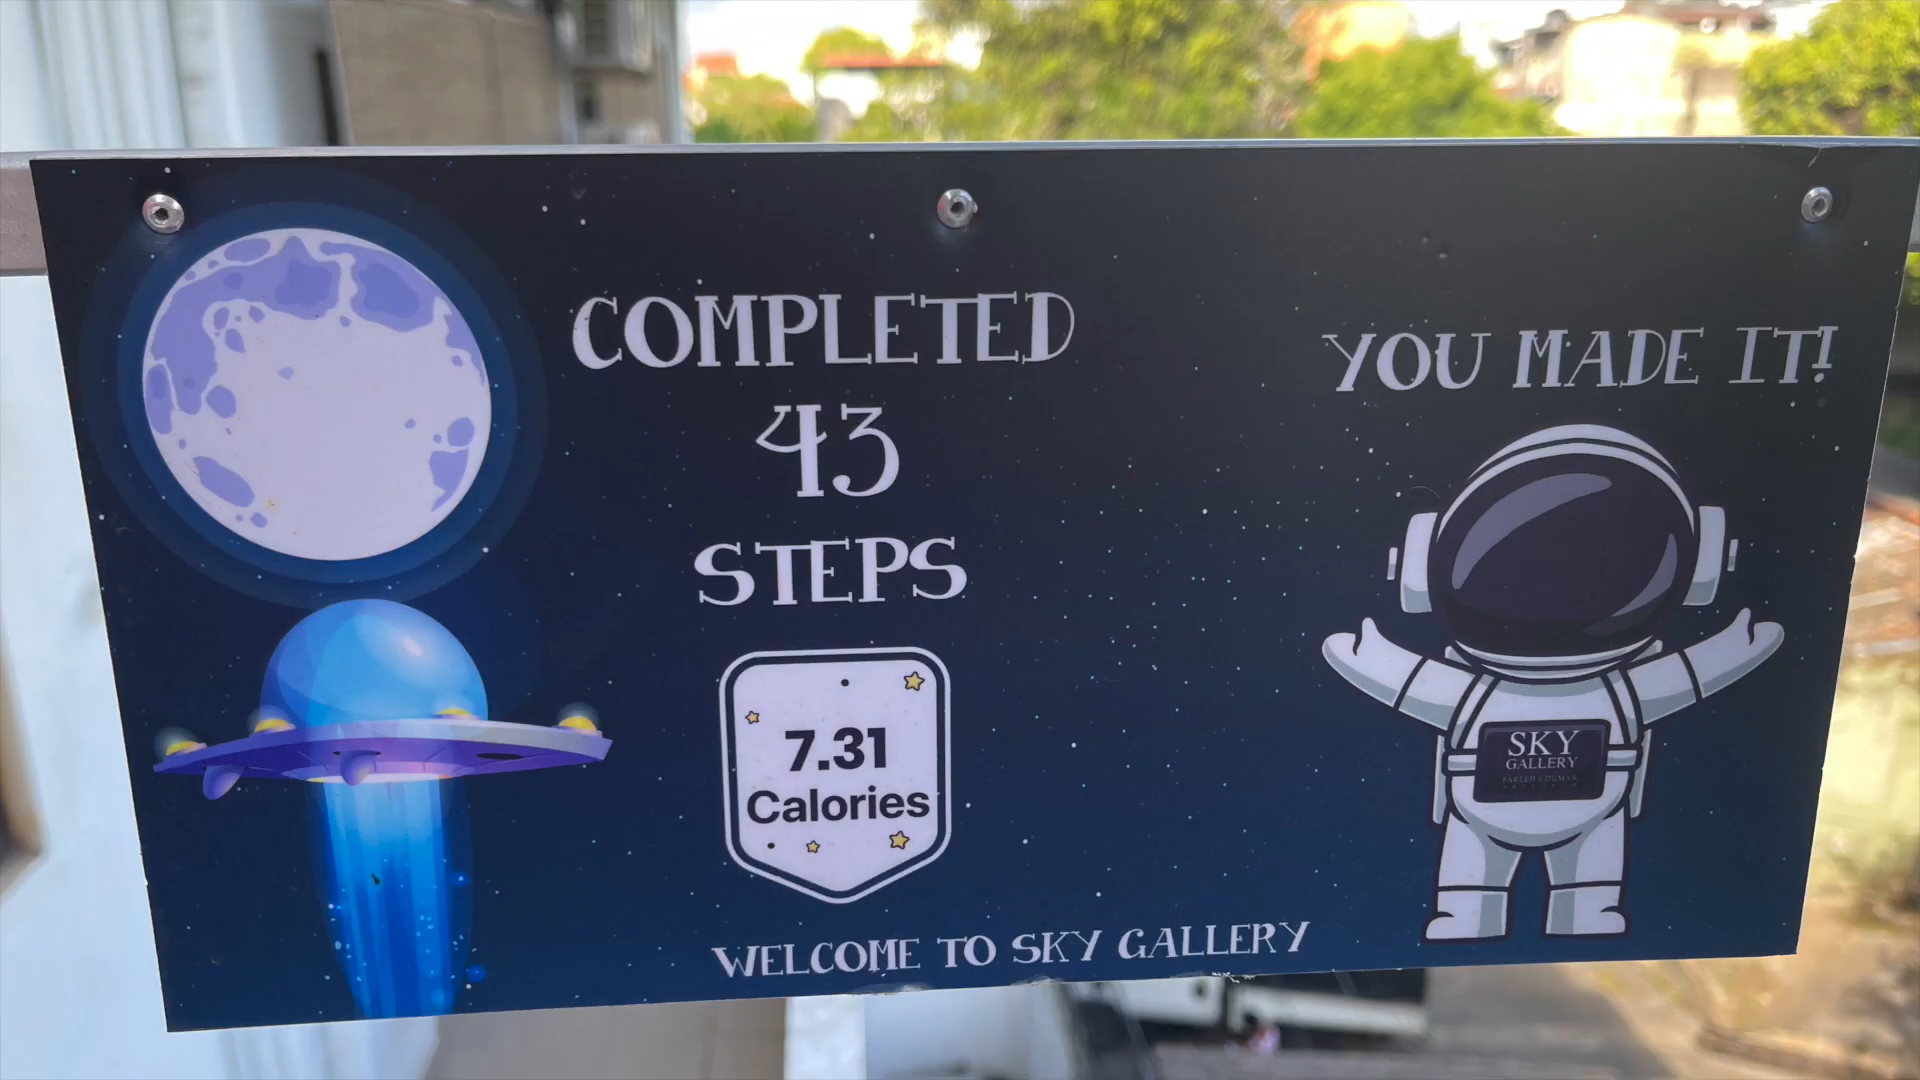 COMPLETED
43
STEPS
7.31
Calories
WELCOME TO SKY GALLERY
YOU MADE IT!
SKY
GALLERY